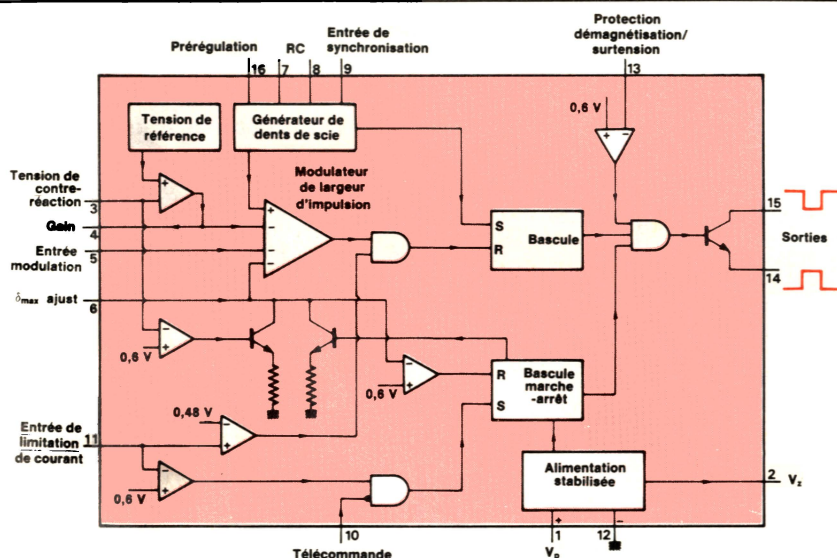 Prérégulation
RC
Entrée de
synchronisation
Protection
démagnétisation/
surtension
16
7
8
9
13
Tension de
référence
Générateur de
dents de scie
0,6 V
+
−
Tension de
contre-
réaction
3
+
−
Modulateur
de largeur
d'impulsion
Gain
4
Entrée
modulation
5
+
−
−
−
S
R
Bascule
15
Sorties
14
δmax ajust
6
−
+
0,6 V
−
+
0,6 V
R
S
Bascule
marche
-arrêt
0,48 V
−
+
Entrée de
limitation
de courant
11
−
+
0,6 V
Alimentation
stabilisée
2
Vz
10
Télécommande
+
1
12
−
Vp